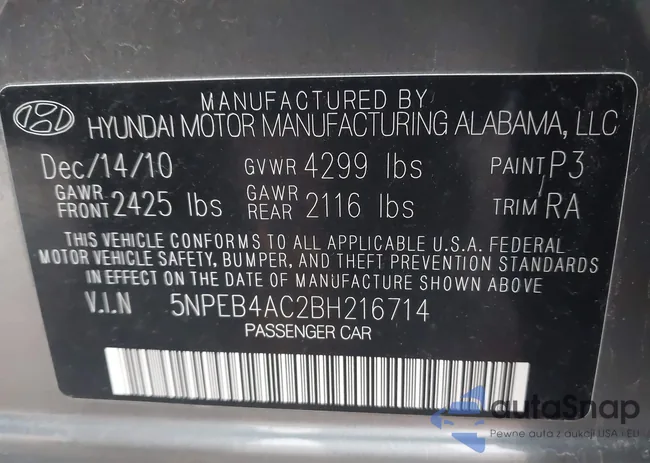 MANUFACTURED BY
HYUNDAI MOTOR MANUFACTURING ALABAMA, LLC
Dec/14/10 GVWR 4299 lbs PAINT P3
GAWR FRONT 2425 lbs GAWR REAR 2116 lbs TRIM RA
THIS VEHICLE CONFORMS TO ALL APPLICABLE U.S.A. FEDERAL
MOTOR VEHICLE SAFETY, BUMPER, AND THEFT PREVENTION STANDARDS
IN EFFECT ON THE DATE OF MANUFACTURE SHOWN ABOVE
V.I.N 5NPEB4AC2BH216714
PASSENGER CAR
autaSnap
Pewne auta z aukcji USA i EU